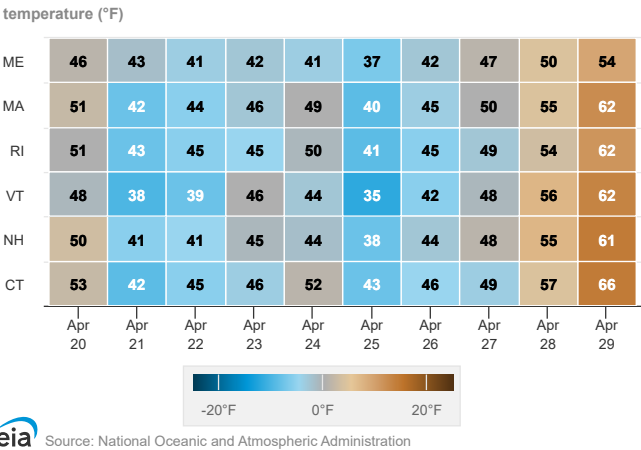 temperature (°F)
ME 46 43 41 42 41 37 42 47 50 54
MA 51 42 44 46 49 40 45 50 55 62
RI 51 43 45 45 50 41 45 49 54 62
VT 48 38 39 46 44 35 42 48 56 62
NH 50 41 41 45 44 38 44 48 55 61
CT 53 42 45 46 52 43 46 49 57 66
Apr Apr Apr Apr Apr Apr Apr Apr Apr Apr
20 21 22 23 24 25 26 27 28 29
-20°F 0°F 20°F
eia Source: National Oceanic and Atmospheric Administration